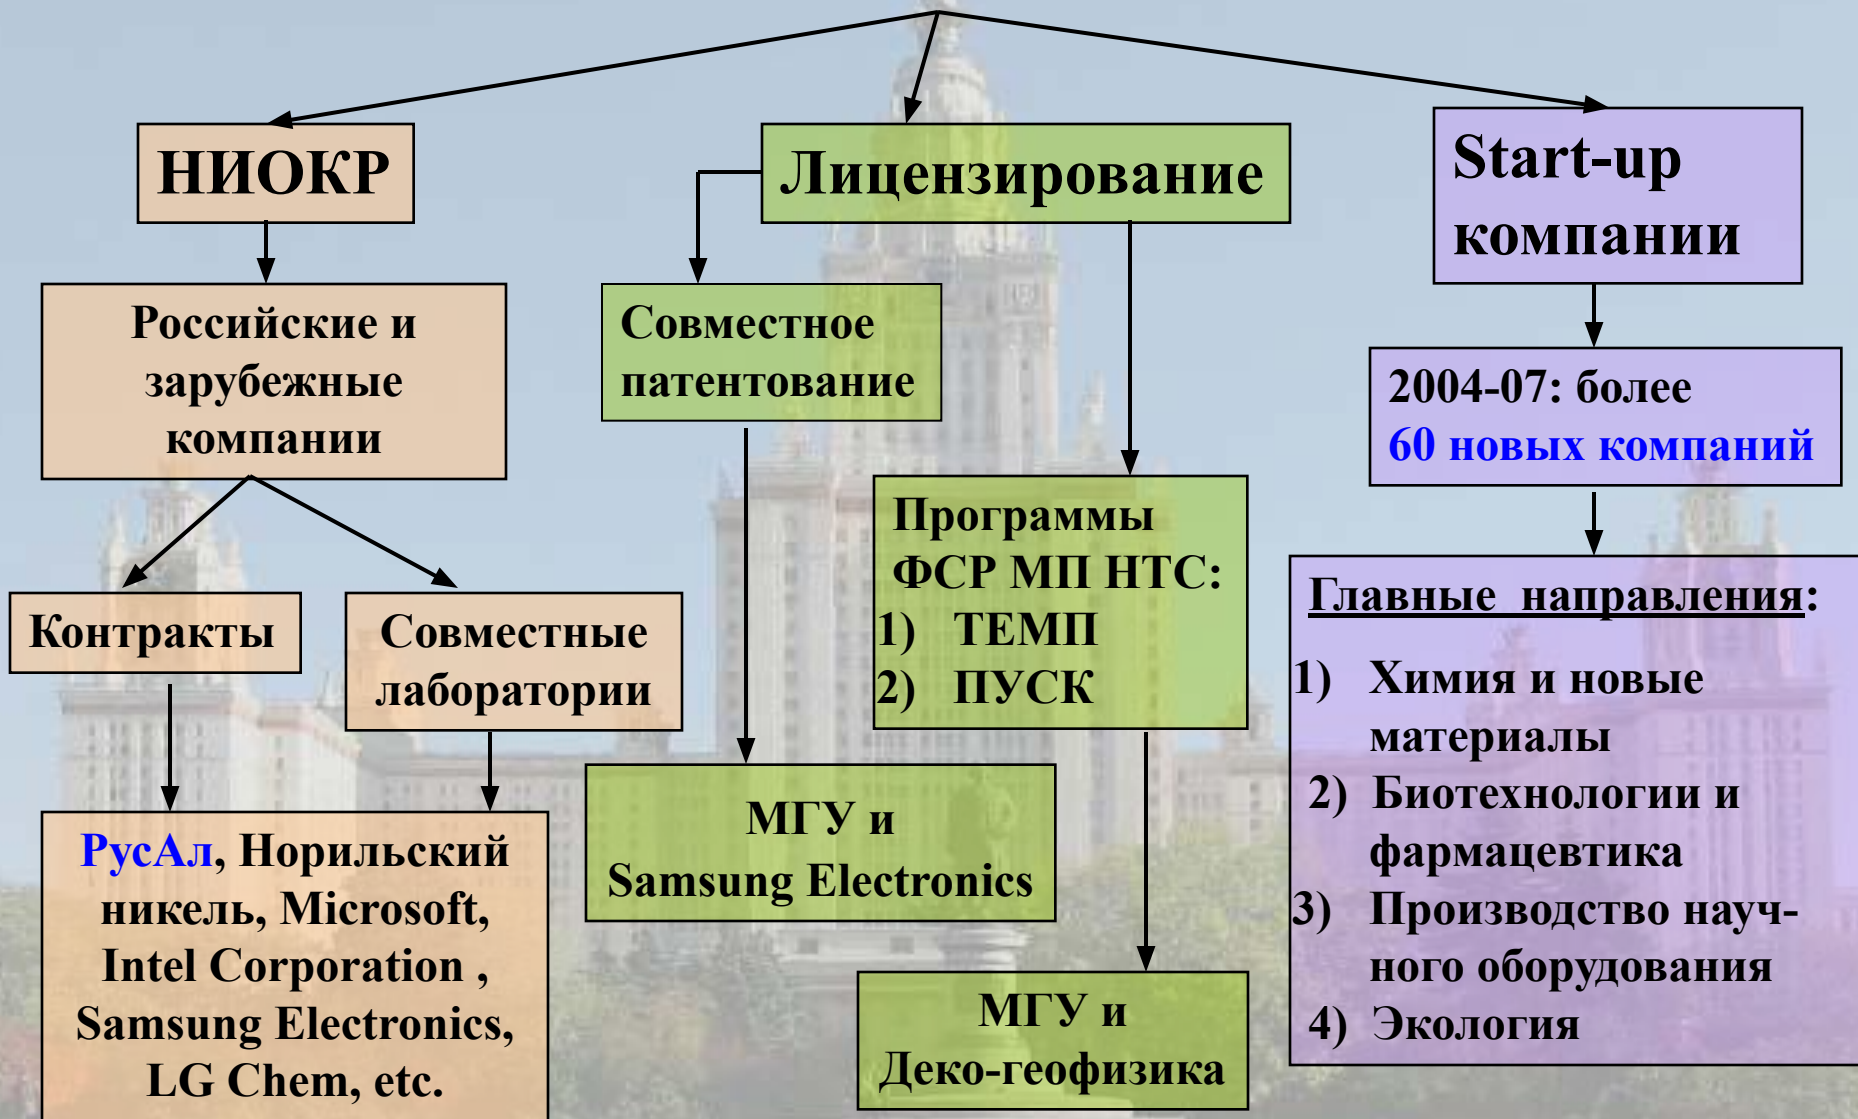 НИОКР
Российские и
зарубежные
компании
Контракты
Совместные
лаборатории
РусАл, Норильский
никель, Microsoft,
Intel Corporation ,
Samsung Electronics,
LG Chem, etc.
Лицензирование
Совместное
патентование
МГУ и
Samsung Electronics
Программы
ФСР МП НТС:
1) ТЕМП
2) ПУСК
МГУ и
Деко-геофизика
Start-up
компании
2004-07: более
60 новых компаний
Главные направления:
1) Химия и новые
материалы
2) Биотехнологии и
фармацевтика
3) Производство науч-
ного оборудования
4) Экология